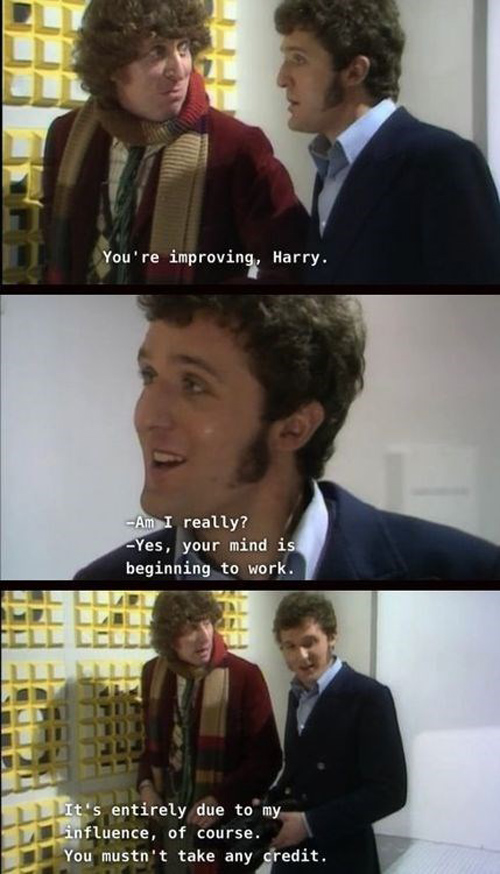 You're improving, Harry.
-Am I really?
-Yes, your mind is
beginning to work.
It's entirely due to my
influence, of course.
You mustn't take any credit.